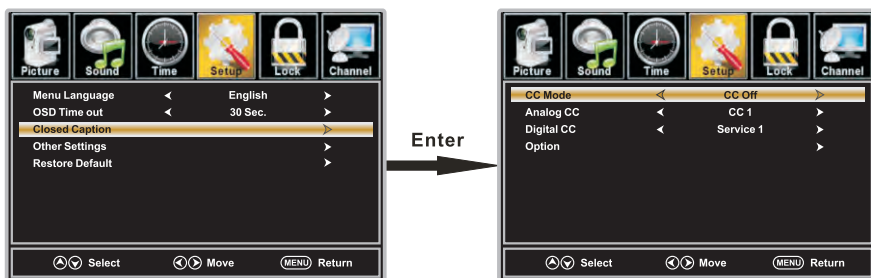 Picture Sound Time Setup Lock Channel
Menu Language English
OSD Time out 30 Sec.
Closed Caption
Other Settings
Restore Default
Select Move MENU Return
Enter
Picture Sound Time Setup Lock Channel
CC Mode CC Off
Analog CC CC 1
Digital CC Service 1
Option
Select Move MENU Return